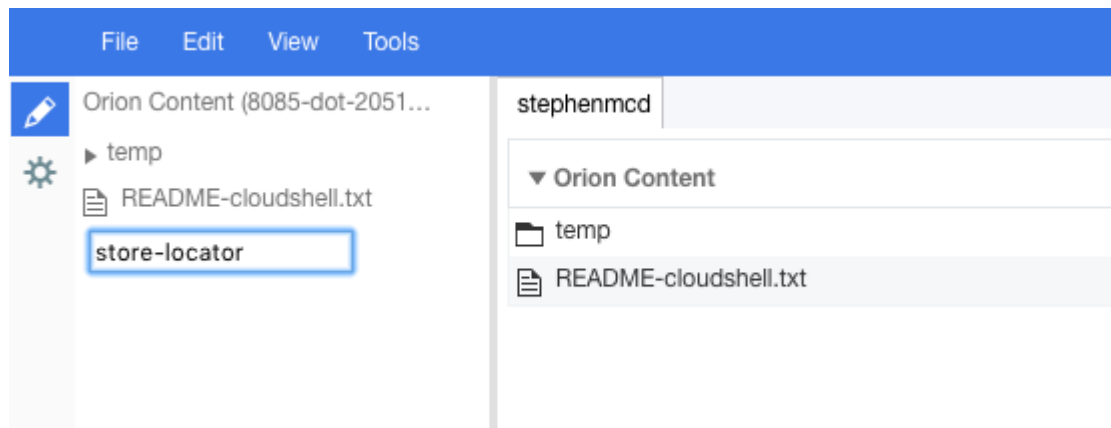 File Edit View Tools
Orion Content (8085-dot-2051...
temp
README-cloudshell.txt
store-locator
stephenmcd
Orion Content
temp
README-cloudshell.txt